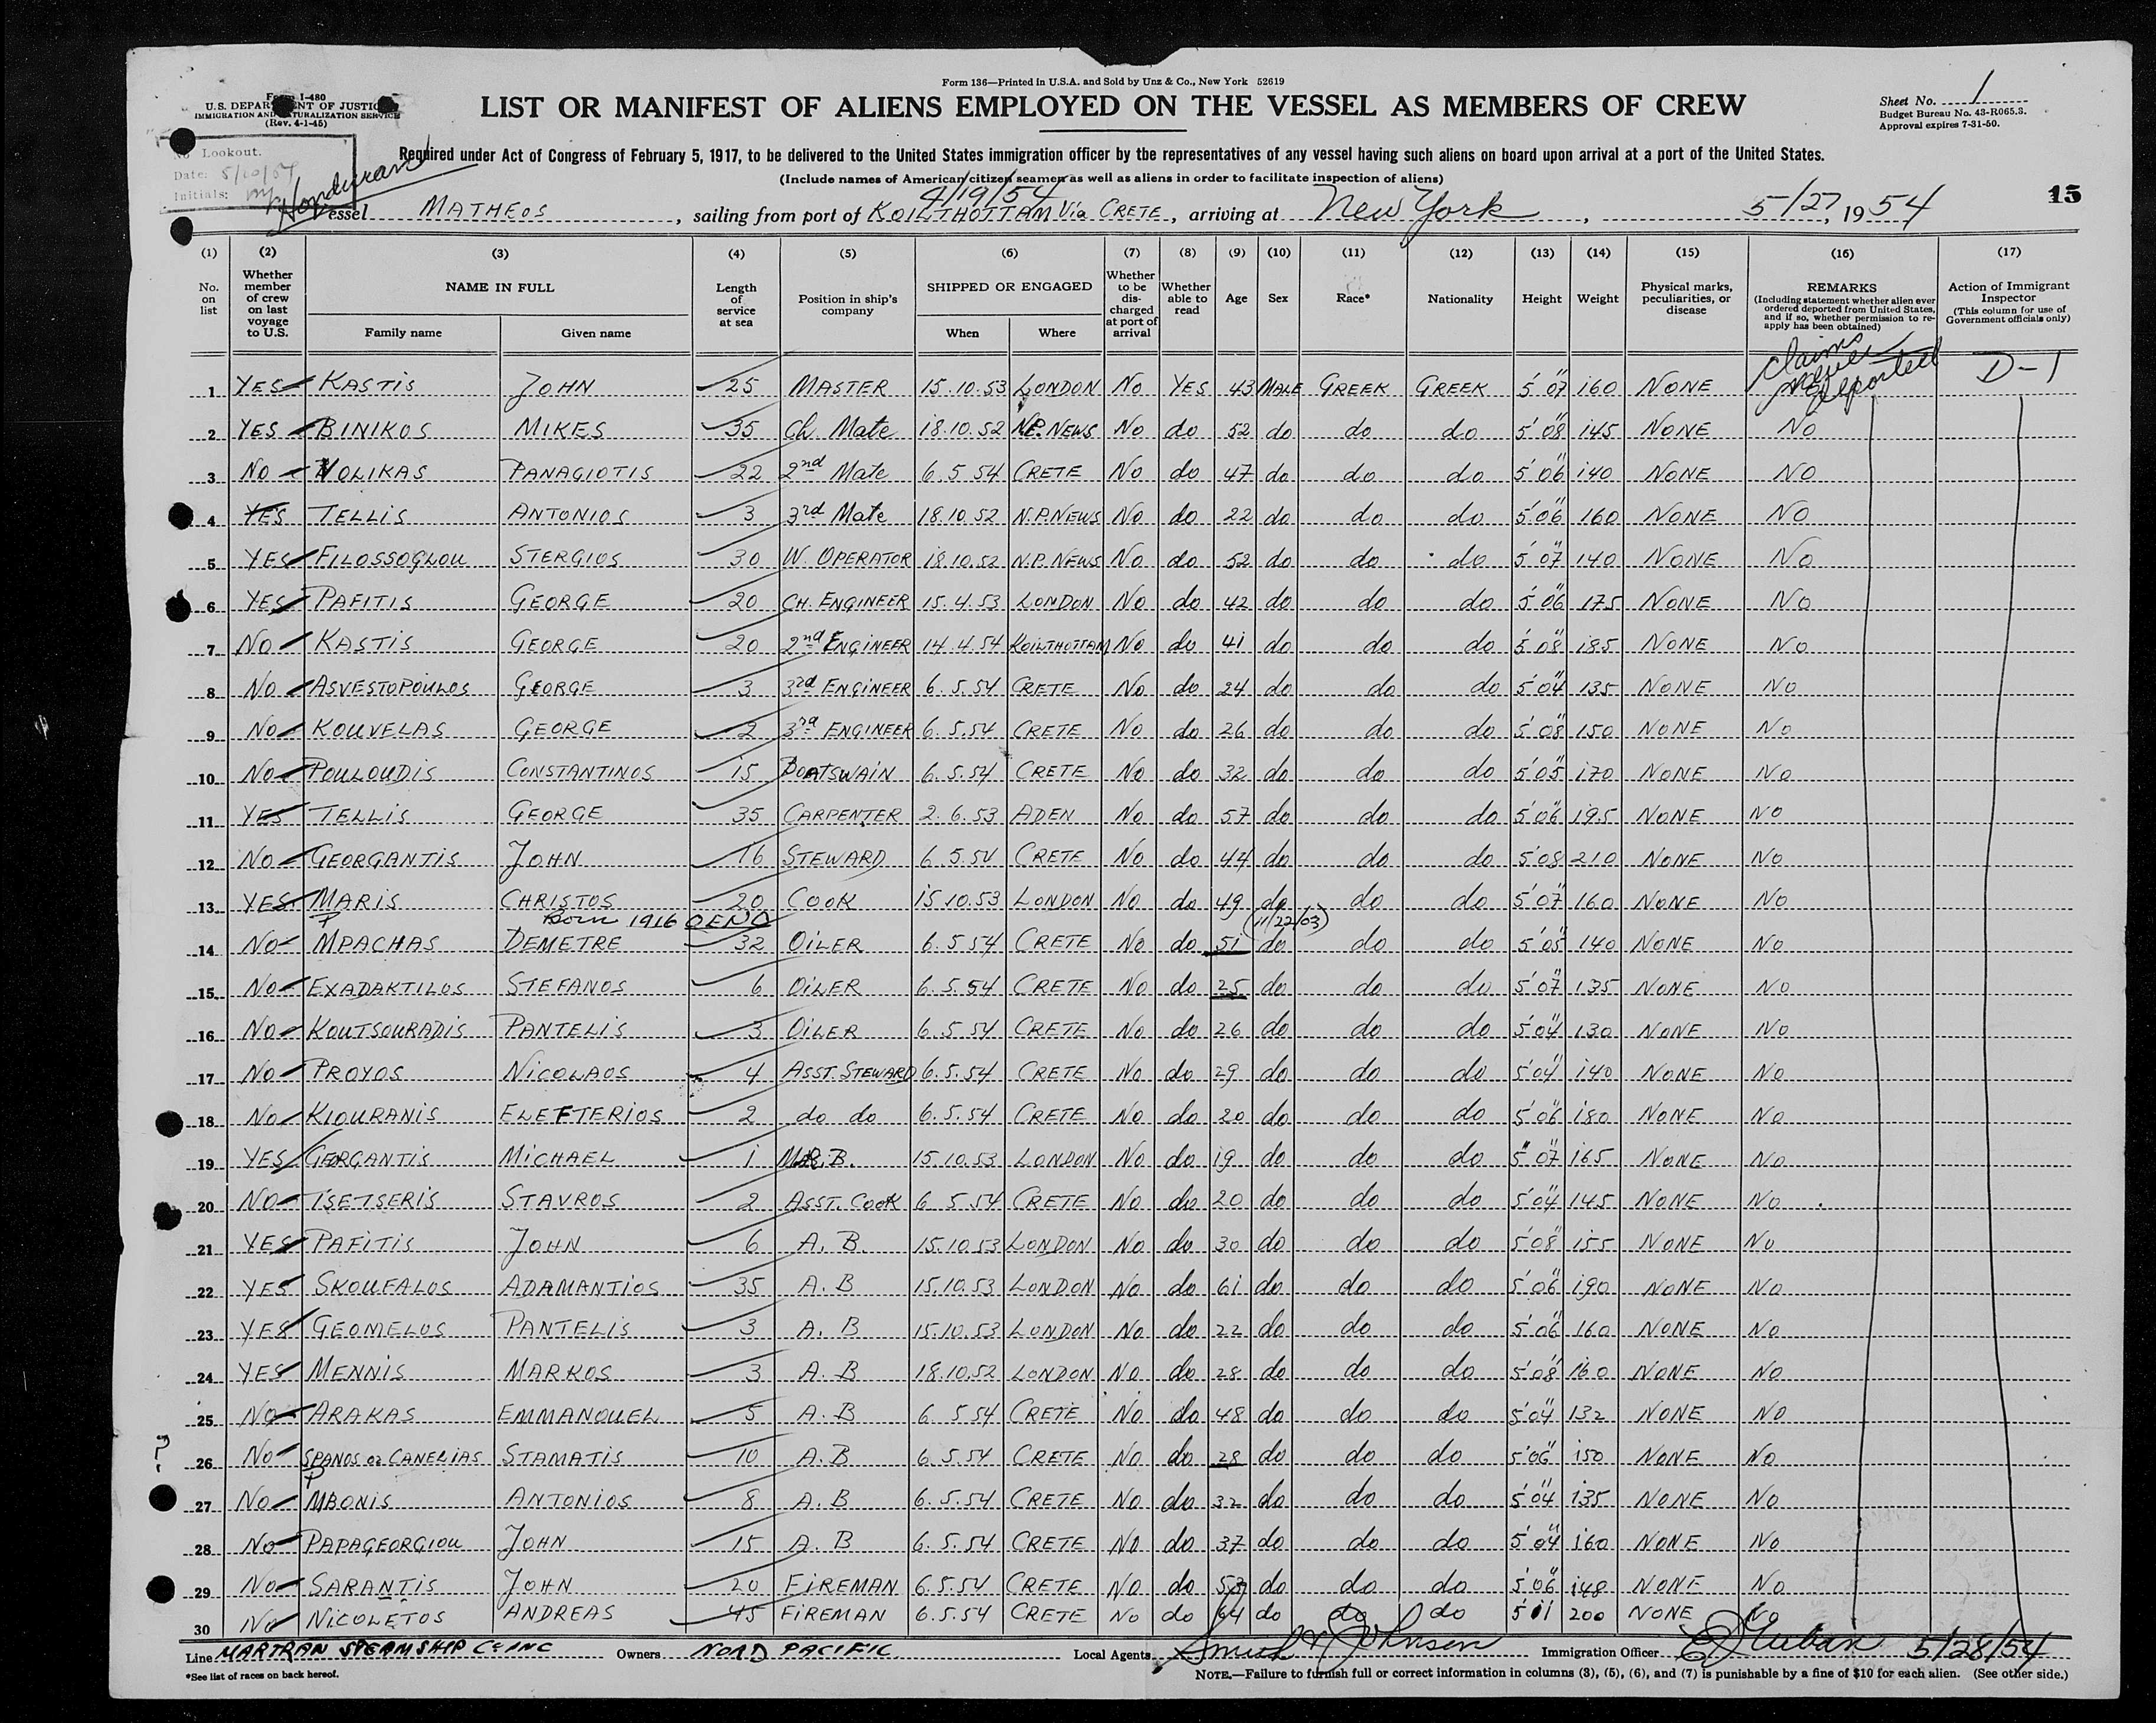 Form 136—Printed in U.S.A. and Sold by Unz & Co., New York 52619
Form I-480
U.S. DEPARTMENT OF JUSTICE
IMMIGRATION AND NATURALIZATION SERVICE
(Rev. 4-1-45)
LIST OR MANIFEST OF ALIENS EMPLOYED ON THE VESSEL AS MEMBERS OF CREW
Sheet No. 1
Budget Bureau No. 43-R065.3.
Approval expires 7-31-50.
No Lookout.
Date:
Initials:
Honduran
Required under Act of Congress of February 5, 1917, to be delivered to the United States immigration officer by the representatives of any vessel having such aliens on board upon arrival at a port of the United States.
(Include names of American citizen seamen as well as aliens in order to facilitate inspection of aliens)
4/19/54
Vessel MATHEOS, sailing from port of KOILTHOTTAM Via CRETE, arriving at New York, 5/27, 1954
15
(1) (2) (3) (4) (5) (6) (7) (8) (9) (10) (11) (12) (13) (14) (15) (16) (17)
No. on list Whether member of crew on last voyage to U.S. NAME IN FULL Family name Given name Length of service at sea Position in ship's company SHIPPED OR ENGAGED When Where Whether to be discharged at port of arrival Whether able to read Age Sex Race* Nationality Height Weight Physical marks, peculiarities, or disease REMARKS (Including statement whether alien ever ordered deported from United States, and if so, whether permission to reapply has been obtained) Action of Immigrant Inspector (This column for use of Government officials only)
Claims never deported
1 YES KASTIS JOHN 25 MASTER 15.10.53 LONDON NO YES 43 MALE GREEK GREEK 5'07" 160 NONE D-1
2 YES BINIKOS MIKES 35 Ch. Mate 18.10.52 N.P. NEWS NO do 52 do do do 5'08" 145 NONE NO
3 NO VOLIKAS PANAGIOTIS 22 2nd Mate 6.5.54 CRETE NO do 47 do do do 5'06" 140 NONE NO
4 YES TELLIS ANTONIOS 3 3rd Mate 18.10.52 N.P.NEWS NO do 22 do do do 5'06" 160 NONE NO
5 YES FILOSSOGLOU STERGIOS 30 W. OPERATOR 18.10.52 N.P. NEWS NO do 52 do do do 5'07" 140 NONE NO
6 YES PAFITIS GEORGE 20 CH. ENGINEER 15.4.53 LONDON NO do 42 do do do 5'06" 175 NONE NO
7 NO KASTIS GEORGE 20 2nd ENGINEER 14.4.54 KOILTHOTTAM NO do 41 do do do 5'08" 185 NONE NO
8 NO ASVESTOPOULOS GEORGE 3 3rd ENGINEER 6.5.54 CRETE NO do 24 do do do 5'04" 135 NONE NO
9 NO KOUVELAS GEORGE 2 3rd ENGINEER 6.5.54 CRETE NO do 26 do do do 5'08" 150 NONE NO
10 NO POULOUDIS CONSTANTINOS 15 BOATSWAIN 6.5.54 CRETE NO do 32 do do do 5'05" 170 NONE NO
11 YES TELLIS GEORGE 35 CARPENTER 2.6.53 ADEN NO do 57 do do do 5'06" 195 NONE NO
12 NO GEORGANTIS JOHN 16 STEWARD 6.5.54 CRETE NO do 44 do do do 5'08 210 NONE NO
13 YES MARIS CHRISTOS 20 COOK 15.10.53 LONDON NO do 49 do do do 5'07" 160 NONE NO
P Born 1916 (11/22/03)
14 NO MPACHAS DEMETRE 32 OILER 6.5.54 CRETE NO do 51 do do do 5'05" 140 NONE NO
15 NO EXADAKTILOS STEFANOS 6 OILER 6.5.54 CRETE NO do 25 do do do 5'07" 135 NONE NO
16 NO KOUTSOURADIS PANTELIS 3 OILER 6.5.54 CRETE NO do 26 do do do 5'04" 130 NONE NO
17 NO PROYOS NICOLAOS 4 ASST. STEWARD 6.5.54 CRETE NO do 29 do do do 5'04" 140 NONE NO
18 NO KIOURANIS ELEFTERIOS 2 do do 6.5.54 CRETE NO do 20 do do do 5'06" 180 NONE NO
19 YES GEORGANTIS MICHAEL 1 15.10.53 LONDON NO do 19 do do do 5'07" 165 NONE NO
20 NO TSETSERIS STAVROS 2 ASST. COOK 6.5.54 CRETE NO do 20 do do do 5'04" 145 NONE NO
21 YES PAFITIS JOHN 6 A. B. 15.10.53 LONDON NO do 30 do do do 5'08" 155 NONE NO
22 YES SKOUFALOS ADAMANTIOS 35 A. B 15.10.53 LONDON NO do 61 do do do 5'06" 190 NONE NO
23 YES GEOMELOS PANTELIS 3 A. B 15.10.53 LONDON NO do 22 do do do 5'06" 160 NONE NO
24 YES MENNIS MARKOS 3 A. B 18.10.52 LONDON NO do 28 do do do 5'08" 160 NONE NO
25 NO ARAKAS EMMANOUEL 5 A. B 6.5.54 CRETE NO do 48 do do do 5'04" 132 NONE NO
? 26 NO SPANOS or CANELIAS STAMATIS 10 A. B 6.5.54 CRETE NO do 28 do do do 5'06" 150 NONE NO
P
27 NO MBONIS ANTONIOS 8 A. B 6.5.54 CRETE NO do 32 do do do 5'04" 135 NONE NO
28 NO PAPAGEORGIOU JOHN 15 A. B 6.5.54 CRETE NO do 37 do do do 5'04" 160 NONE NO
29 NO SARANTIS JOHN 20 FIREMAN 6.5.54 CRETE NO do do do do 5'06" 148 NONE NO
30 NO NICOLETOS ANDREAS 45 FIREMAN 6.5.54 CRETE NO do 64 do do do 5'11 200 NONE NO
Line MARTRAN STEAMSHIP Co INC Owners NORD PACIFIC Local Agents Smith & Johnson Immigration Officer 5/28/54
*See list of races on back hereof.
NOTE.—Failure to furnish full or correct information in columns (3), (5), (6), and (7) is punishable by a fine of $10 for each alien. (See other side.)